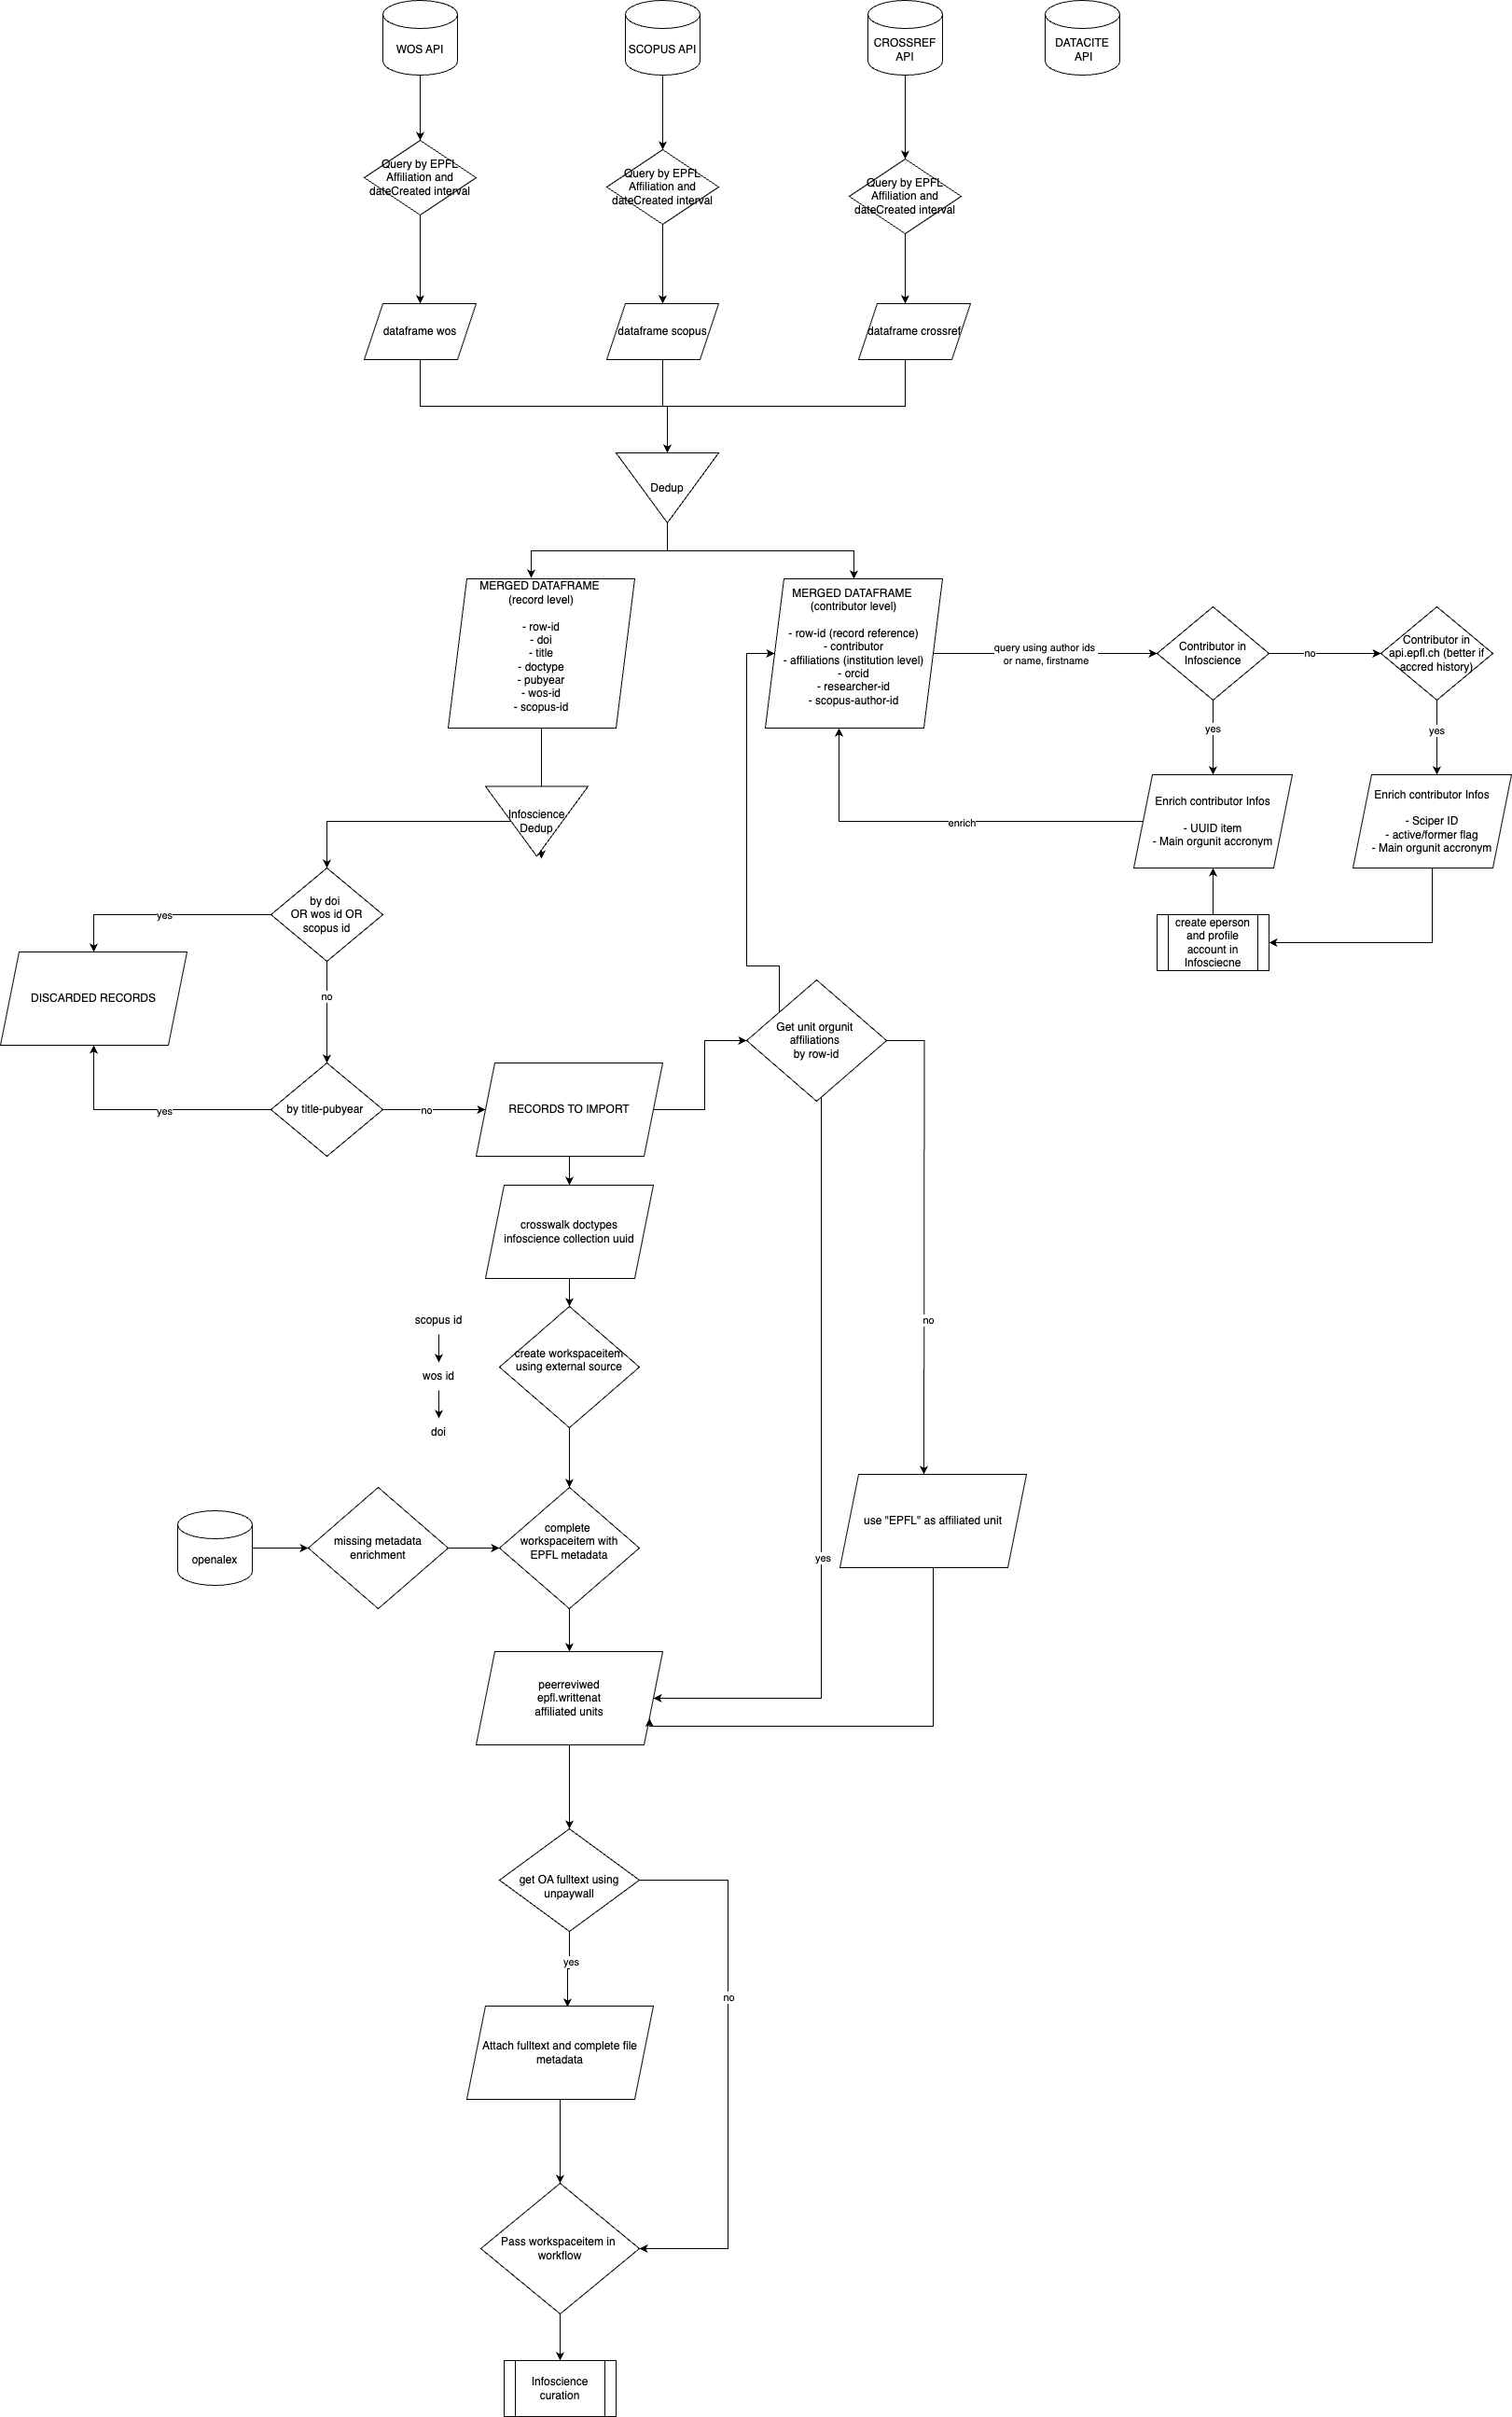 WOS API
SCOPUS API
CROSSREF
API
DATACITE
API
Query by EPFL
Affiliation and
dateCreated interval
Query by EPFL
Affiliation and
dateCreated interval
Query by EPFL
Affiliation and
dateCreated interval
dataframe wos
dataframe scopus
dataframe crossref
Dedup
MERGED DATAFRAME
(record level)
- row-id
- doi
- title
- doctype
- pubyear
- wos-id
- scopus-id
MERGED DATAFRAME
(contributor level)
- row-id (record reference)
- contributor
- affiliations (institution level)
- orcid
- researcher-id
- scopus-author-id
query using author ids
or name, firstname
Contributor in
Infoscience
no
Contributor in
api.epfl.ch (better if
accred history)
yes
yes
Enrich contributor Infos
- UUID item
- Main orgunit accronym
Enrich contributor Infos
- Sciper ID
- active/former flag
- Main orgunit accronym
enrich
create eperson
and profile
account in
Infosciecne
Infoscience
Dedup
by doi
OR wos id OR
scopus id
yes
DISCARDED RECORDS
no
by title-pubyear
yes
no
RECORDS TO IMPORT
Get unit orgunit
affiliations
by row-id
crosswalk doctypes
infoscience collection uuid
scopus id
wos id
doi
create workspaceitem
using external source
no
openalex
missing metadada
enrichment
complete
workspaceitem with
EPFL metadata
use "EPFL" as affiliated unit
yes
peerreviwed
epfl.writtenat
affiliated units
get OA fulltext using
unpaywall
yes
no
Attach fulltext and complete file
metadata
Pass workspaceitem in
workflow
Infoscience
curation